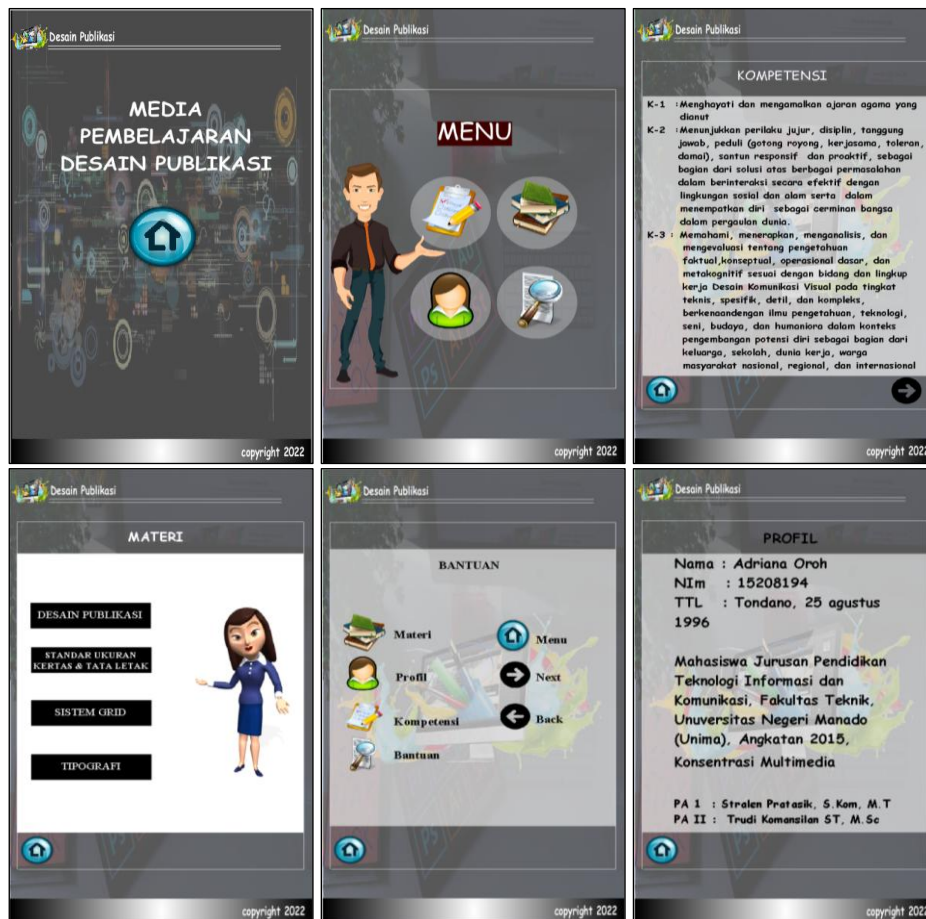 Desain Publikasi
MEDIA
PEMBELAJARAN
DESAIN PUBLIKASI
copyright 2022
Desain Publikasi
MENU
copyright 2022
Desain Publikasi
KOMPETENSI
K-1 :Menghayati dan mengamalkan ajaran agama yang
dianut
K-2 :Menunjukkan perilaku jujur, disiplin, tanggung
jawab, peduli (gotong royong, kerjasama, toleran,
damai), santun responsif dan proaktif, sebagai
bagian dari solusi atas berbagai permasalahan
dalam berinteraksi secara efektif dengan
lingkungan sosial dan alam serta dalam
menempatkan diri sebagai cerminan bangsa
dalam pergaulan dunia.
K-3 : Memahami, menerapkan, menganalisis, dan
mengevaluasi tentang pengetahuan
faktual,konseptual, operasional dasar, dan
metakognitif sesuai dengan bidang dan lingkup
kerja Desain Komunikasi Visual pada tingkat
teknis, spesifik, detil, dan kompleks,
berkenaandengan ilmu pengetahuan, teknologi,
seni, budaya, dan humaniora dalam konteks
pengembangan potensi diri sebagai bagian dari
keluarga, sekolah, dunia kerja, warga
masyarakat nasional, regional, dan internasional
copyright 2022
Desain Publikasi
MATERI
DESAIN PUBLIKASI
STANDAR UKURAN
KERTAS & TATA LETAK
SISTEM GRID
TIPOGRAFI
copyright 2022
Desain Publikasi
BANTUAN
Materi
Menu
Profil
Next
Kompetensi
Back
Bantuan
copyright 2022
Desain Publikasi
PROFIL
Nama : Adriana Oroh
NIm : 15208194
TTL : Tondano, 25 agustus
1996
Mahasiswa Jurusan Pendidikan
Teknologi Informasi dan
Komunikasi, Fakultas Teknik,
Unuversitas Negeri Manado
(Unima), Angkatan 2015,
Konsentrasi Multimedia
PA 1 : Stralen Pratasik, S.Kom, M.T
PA II : Trudi Komansilan ST, M.Sc
copyright 2022